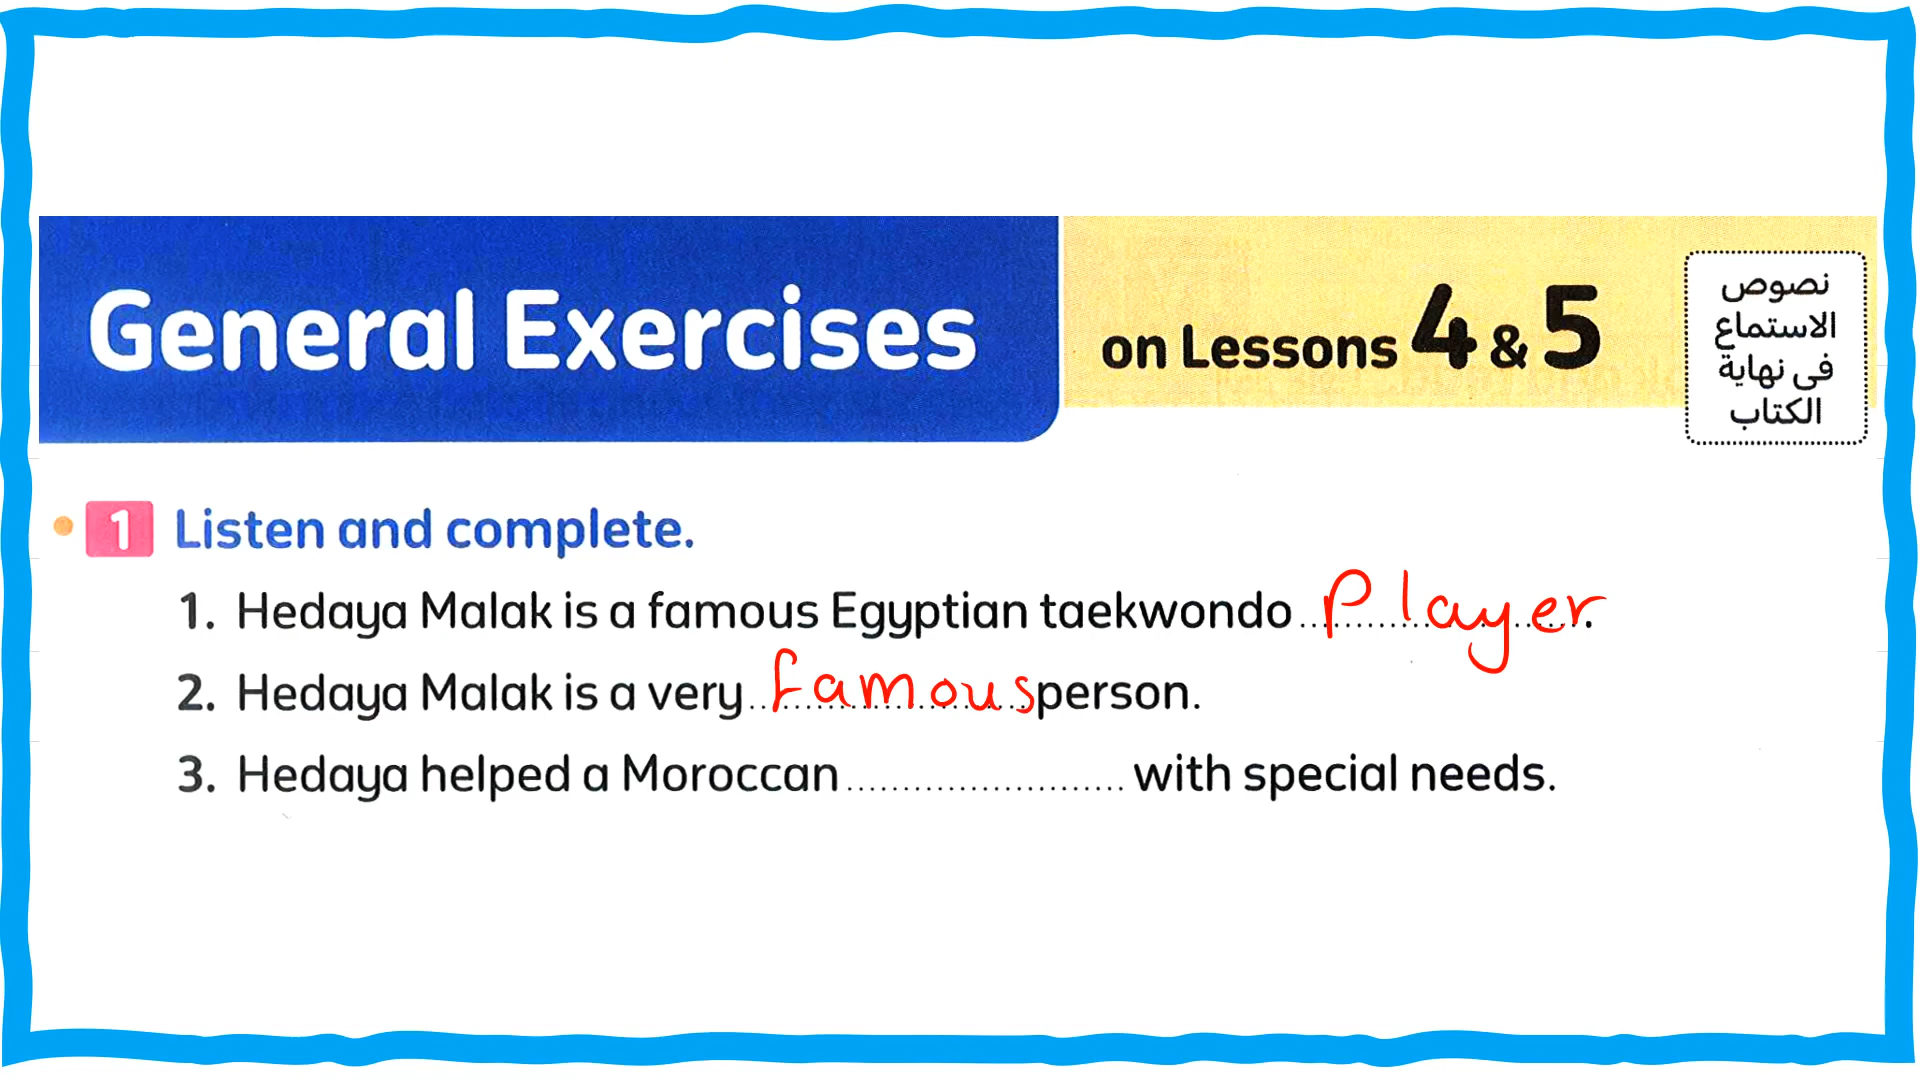 General Exercises on Lessons 4 & 5
نصوص
الاستماع
فى نهاية
الكتاب
1 Listen and complete.
1. Hedaya Malak is a famous Egyptian taekwondo Player.
2. Hedaya Malak is a very famous person.
3. Hedaya helped a Moroccan ........................ with special needs.